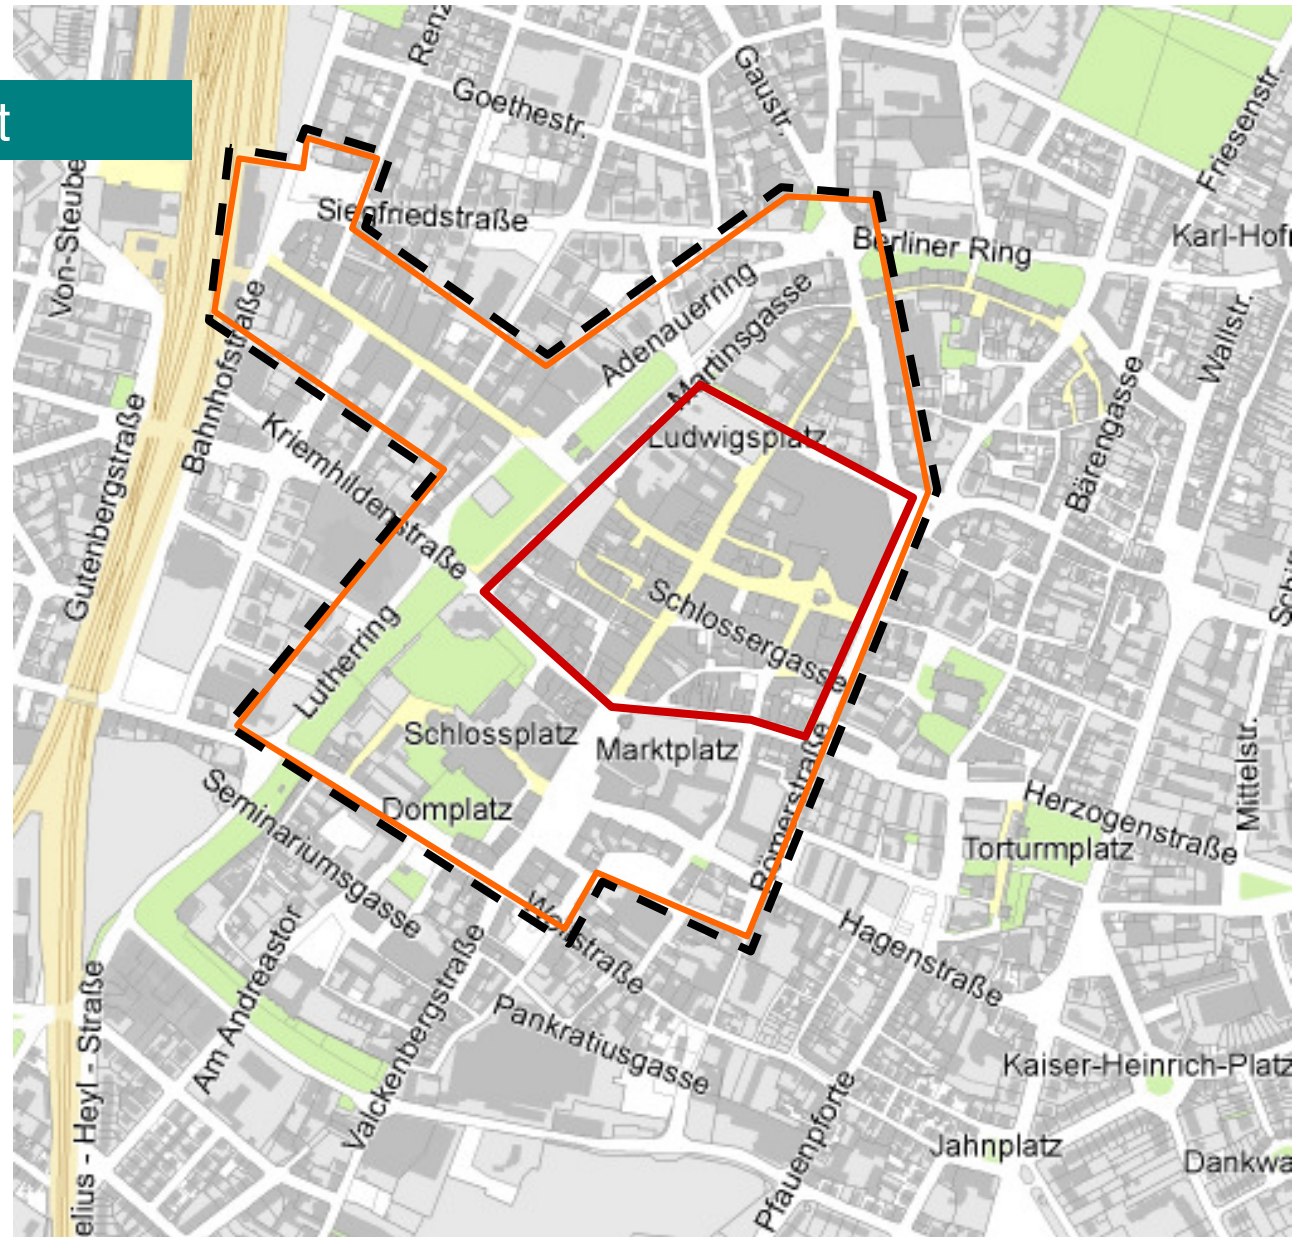 t
Renz
Goethestr.
Gaustr.
Friesenstr.
Von-Steube
Siegfriedstraße
Berliner Ring
Karl-Hofm
Adenauerring
Martinsgasse
Bahnhofstraße
Wallstr.
Gutenbergstraße
Kriemhildenstraße
Ludwigsplatz
Bärengasse
Schlossergasse
Lutherring
Schlossplatz
Marktplatz
Römerstraße
Mittelstr.
Domplatz
Seminariumsgasse
Herzogenstraße
Torturmplatz
Wollstraße
Hagenstraße
Am Andreastor
Valckenbergstraße
Pankratiusgasse
elius - Heyl - Straße
Kaiser-Heinrich-Platz
Pfauenpforte
Jahnplatz
Dankwa